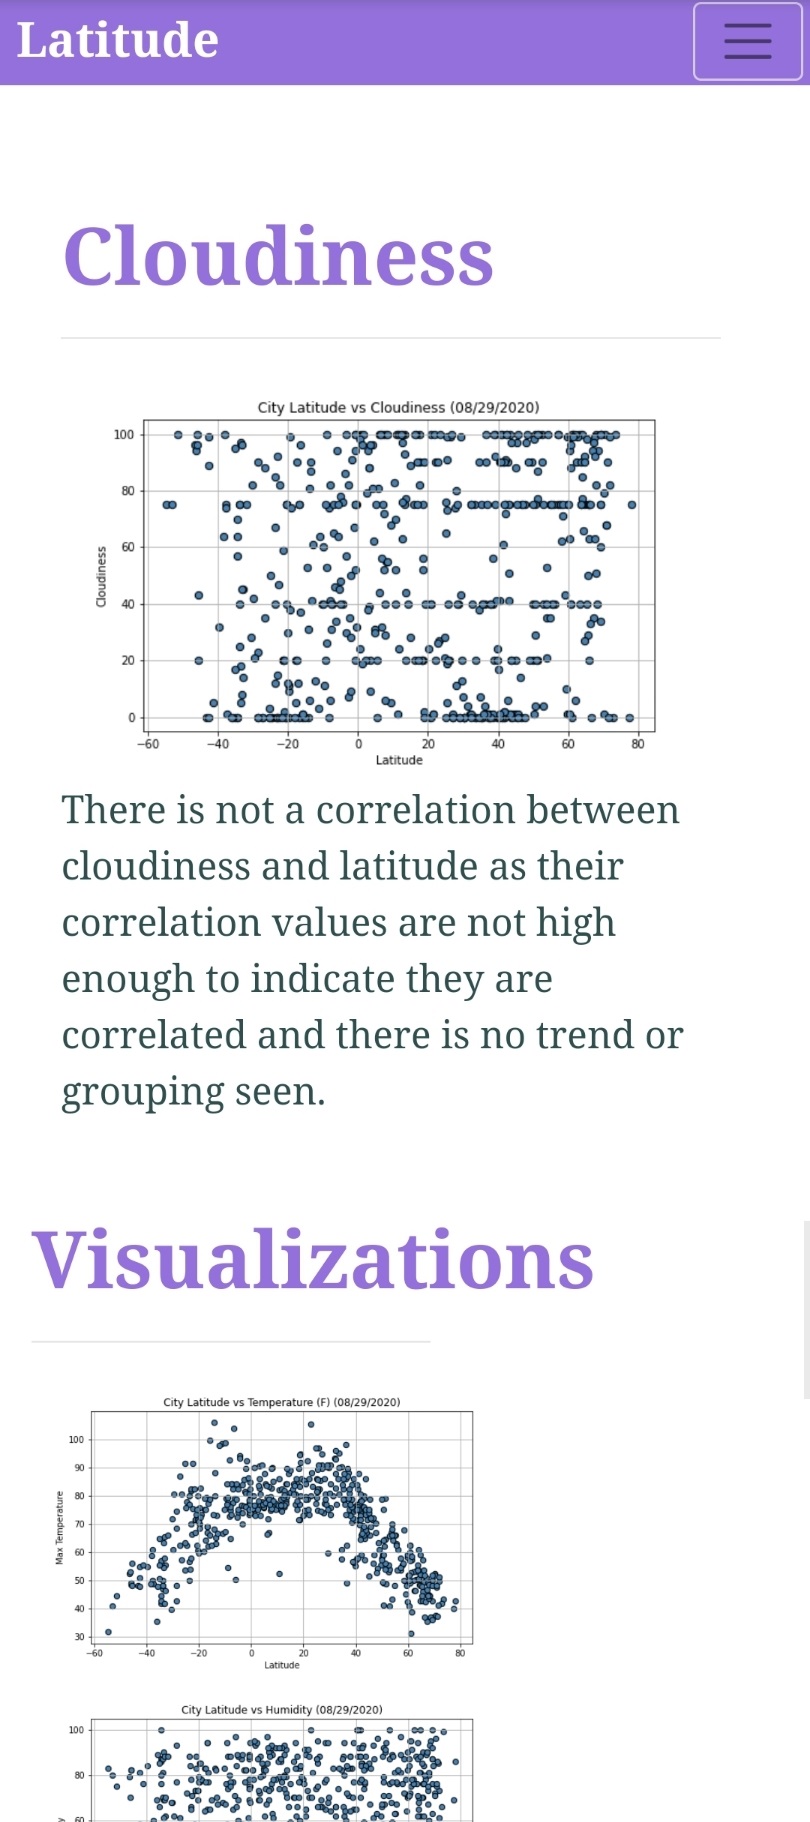 Latitude
Cloudiness
City Latitude vs Cloudiness (08/29/2020)
100
80
60
40
20
0
Cloudiness
−60 −40 −20 0 20 40 60 80
Latitude
There is not a correlation between
cloudiness and latitude as their
correlation values are not high
enough to indicate they are
correlated and there is no trend or
grouping seen.
Visualizations
City Latitude vs Temperature (F) (08/29/2020)
100
90
80
70
60
50
40
30
Max Temperature
−60 −40 −20 0 20 40 60 80
Latitude
City Latitude vs Humidity (08/29/2020)
100
80
60